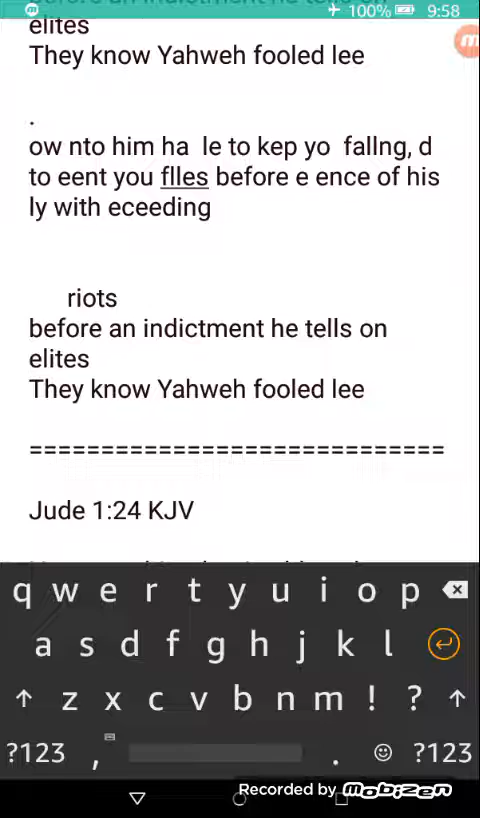 100% 9:58
elites
They know Yahweh fooled lee
.
ow nto him ha le to kep yo fallng, d
to eent you flles before e ence of his
ly with eceeding
riots
before an indictment he tells on
elites
They know Yahweh fooled lee
=============================
Jude 1:24 KJV
q w e r t y u i o p
a s d f g h j k l
z x c v b n m ! ?
?123 , . ?123
Recorded by mobizen